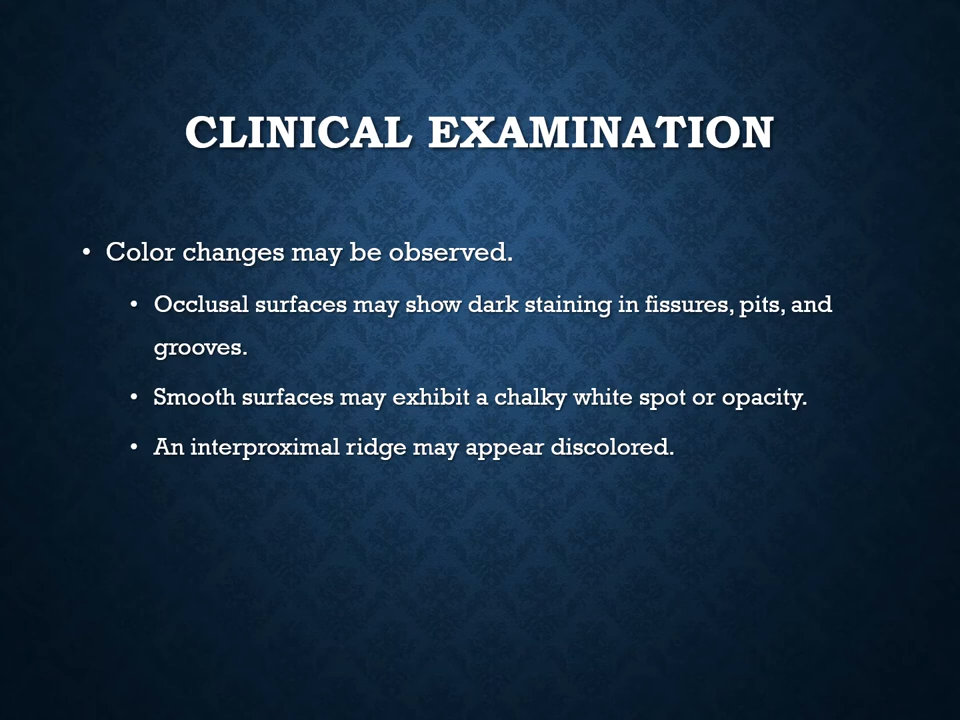 CLINICAL EXAMINATION
• Color changes may be observed.
• Occlusal surfaces may show dark staining in fissures, pits, and
grooves.
• Smooth surfaces may exhibit a chalky white spot or opacity.
• An interproximal ridge may appear discolored.